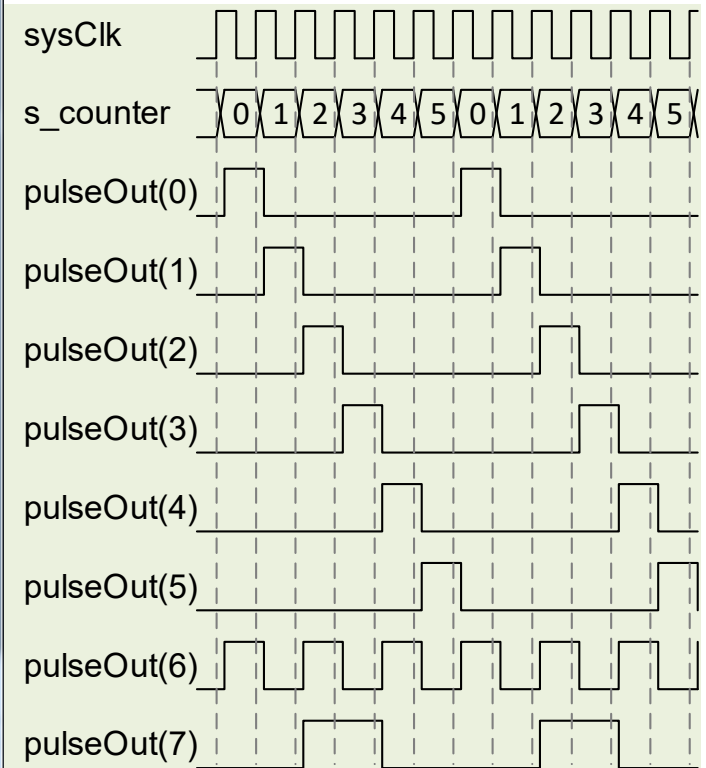 sysClk
s_counter 0 1 2 3 4 5 0 1 2 3 4 5
pulseOut(0)
pulseOut(1)
pulseOut(2)
pulseOut(3)
pulseOut(4)
pulseOut(5)
pulseOut(6)
pulseOut(7)